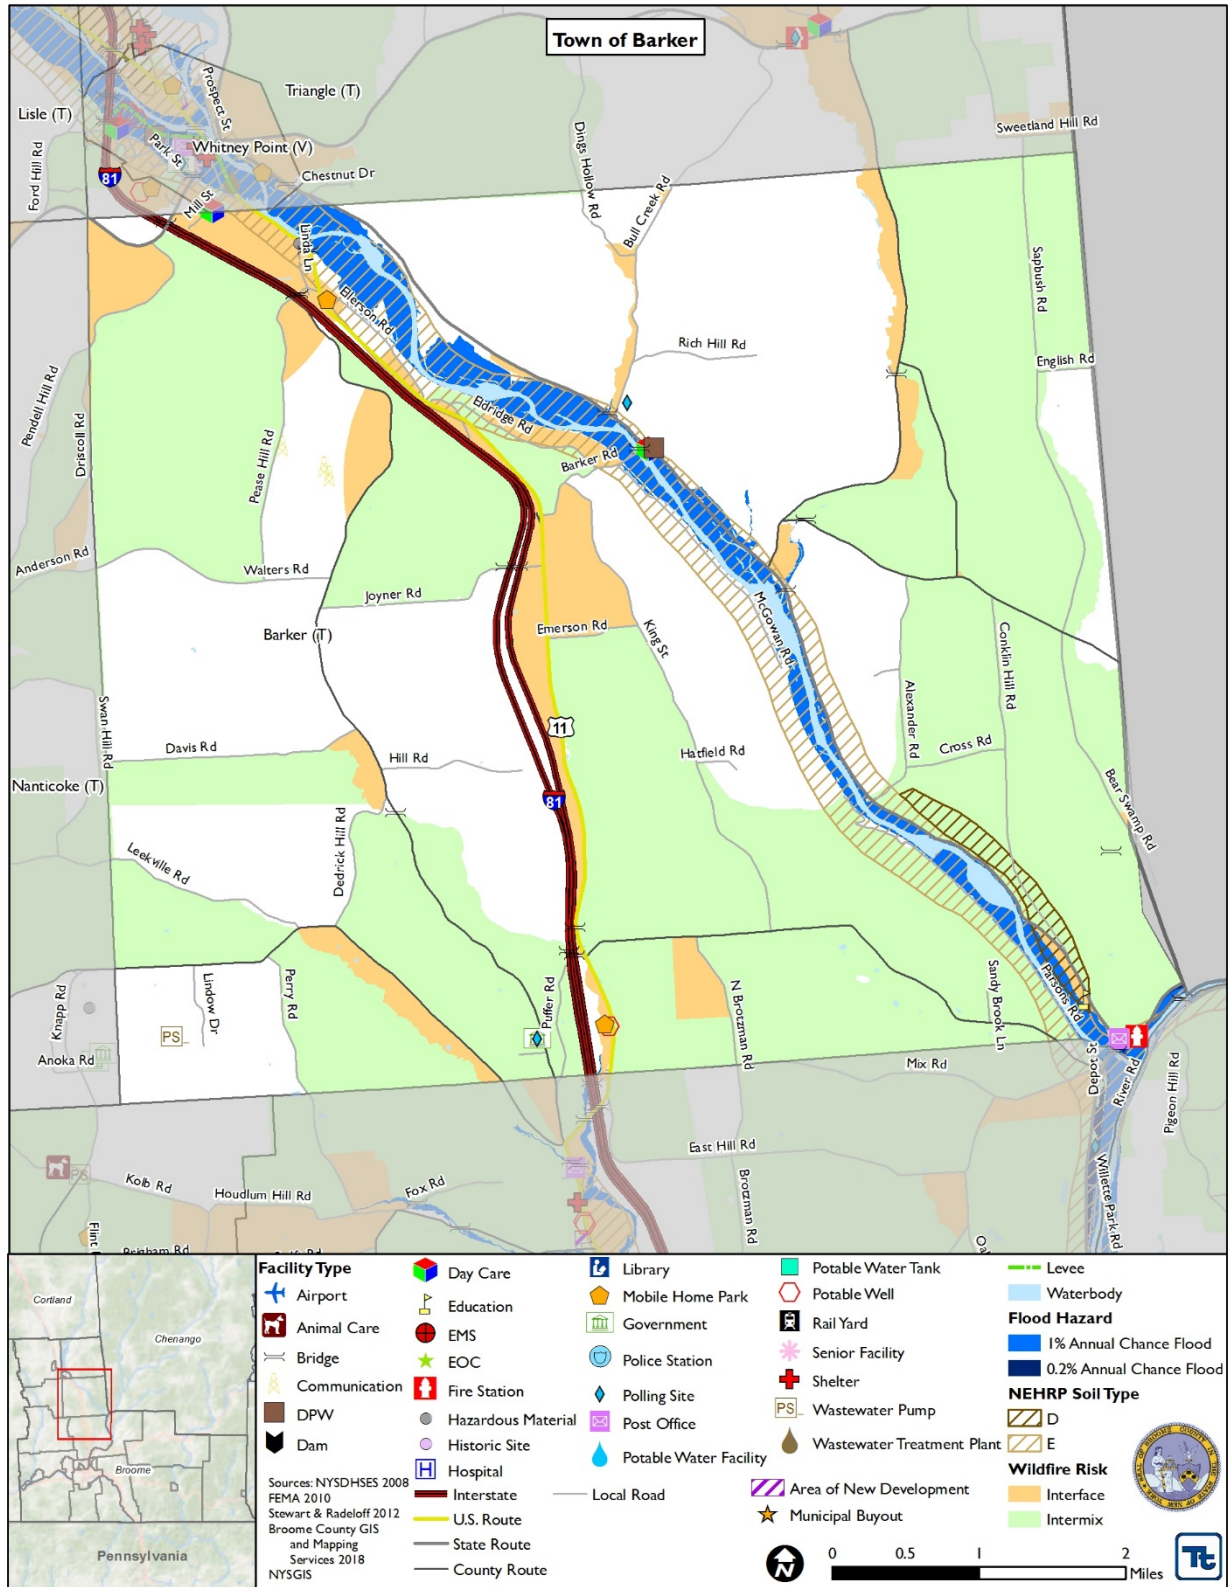 Town of Barker
Lisle (T)
Triangle (T)
Prospect St
Park St
Whitney Point (V)
Ford Hill Rd
81
Mill St
Chestnut Dr
Dings Hollow Rd
Bull Creek Rd
Sweetland Hill Rd
Linda Ln
Ellerson Rd
Sapbush Rd
Rich Hill Rd
English Rd
Pendell Hill Rd
Driscoll Rd
Eldridge Rd
Pease Hill Rd
Barker Rd
Anderson Rd
Walters Rd
Joyner Rd
McGowan Rd
Barker (T)
Emerson Rd
King St
Conklin Hill Rd
Alexander Rd
Swan Hill Rd
11
Davis Rd
Hill Rd
Hatfield Rd
Cross Rd
Nanticoke (T)
81
Bear Swamp Rd
Dedrick Hill Rd
Leekville Rd
Knapp Rd
Lindow Dr
Perry Rd
Puffer Rd
N Brotzman Rd
Sandy Brook Ln
Parsons Rd
PS
Anoka Rd
Mix Rd
Depot St
River Rd
Pigeon Hill Rd
East Hill Rd
PS
Kolb Rd
Houdlum Hill Rd
Fox Rd
Brotzman Rd
Willette Park Rd
Brigham Rd
Cortland
Chenango
Broome
Pennsylvania
Facility Type
Airport
Animal Care
Bridge
Communication
DPW
Dam
Day Care
Education
EMS
EOC
Fire Station
Hazardous Material
Historic Site
H Hospital
Library
Mobile Home Park
Government
Police Station
Polling Site
Post Office
Potable Water Facility
Potable Water Tank
Potable Well
Rail Yard
Senior Facility
Shelter
PS Wastewater Pump
Wastewater Treatment Plant
Area of New Development
Municipal Buyout
Levee
Waterbody
Flood Hazard
1% Annual Chance Flood
0.2% Annual Chance Flood
NEHRP Soil Type
D
E
Wildfire Risk
Interface
Intermix
Sources: NYSDHSES 2008
FEMA 2010
Stewart & Radeloff 2012
Broome County GIS
and Mapping
Services 2018
NYSGIS
Interstate
U.S. Route
State Route
County Route
Local Road
N
0 0.5 1 2
Miles
Tt